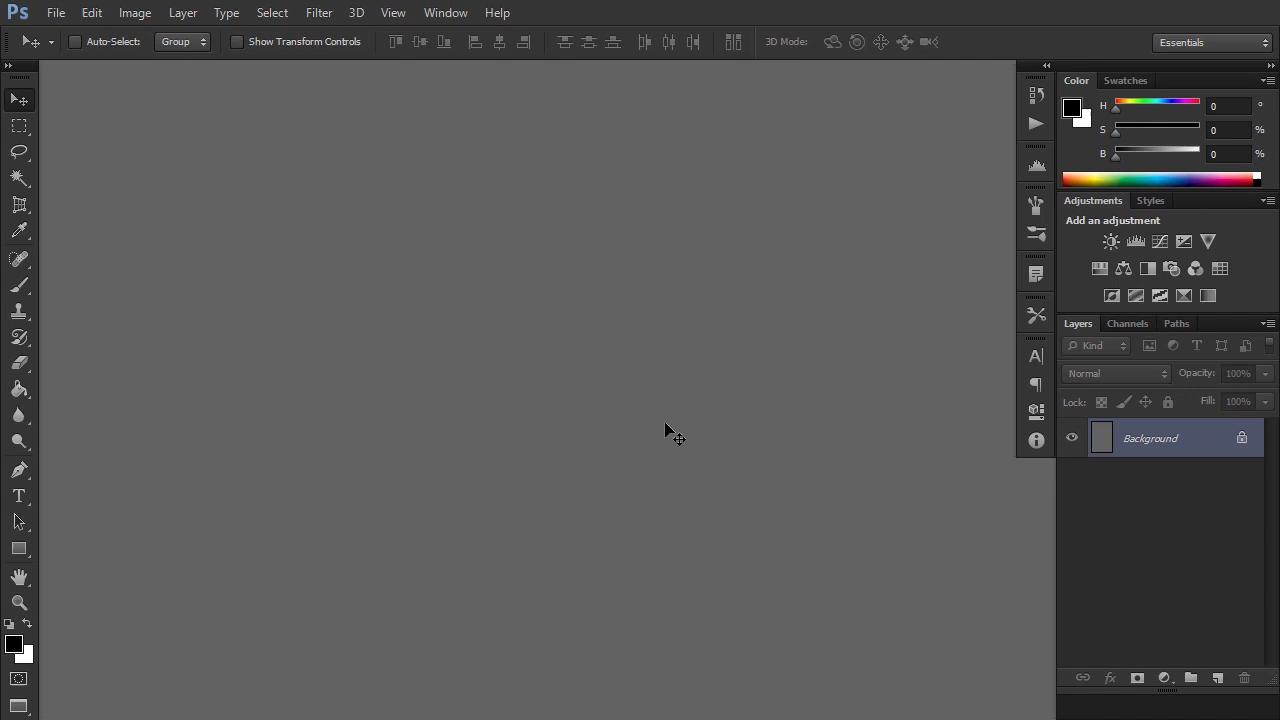 Ps File Edit Image Layer Type Select Filter 3D View Window Help
Auto-Select: Group Show Transform Controls 3D Mode: Essentials
Color Swatches
H 0 °
S 0 %
B 0 %
Adjustments Styles
Add an adjustment
Layers Channels Paths
Kind T
Normal Opacity: 100%
Lock: Fill: 100%
A
Background
T
fx